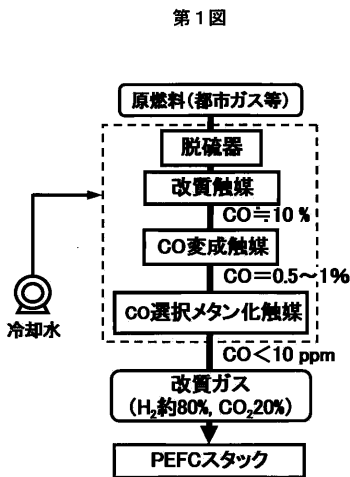 第1図
原燃料(都市ガス等)
脱硫器
改質触媒
CO≒10 %
CO変成触媒
CO=0.5~1%
CO選択メタン化触媒
冷却水
CO<10 ppm
改質ガス
(H₂約80%, CO₂20%)
PEFCスタック